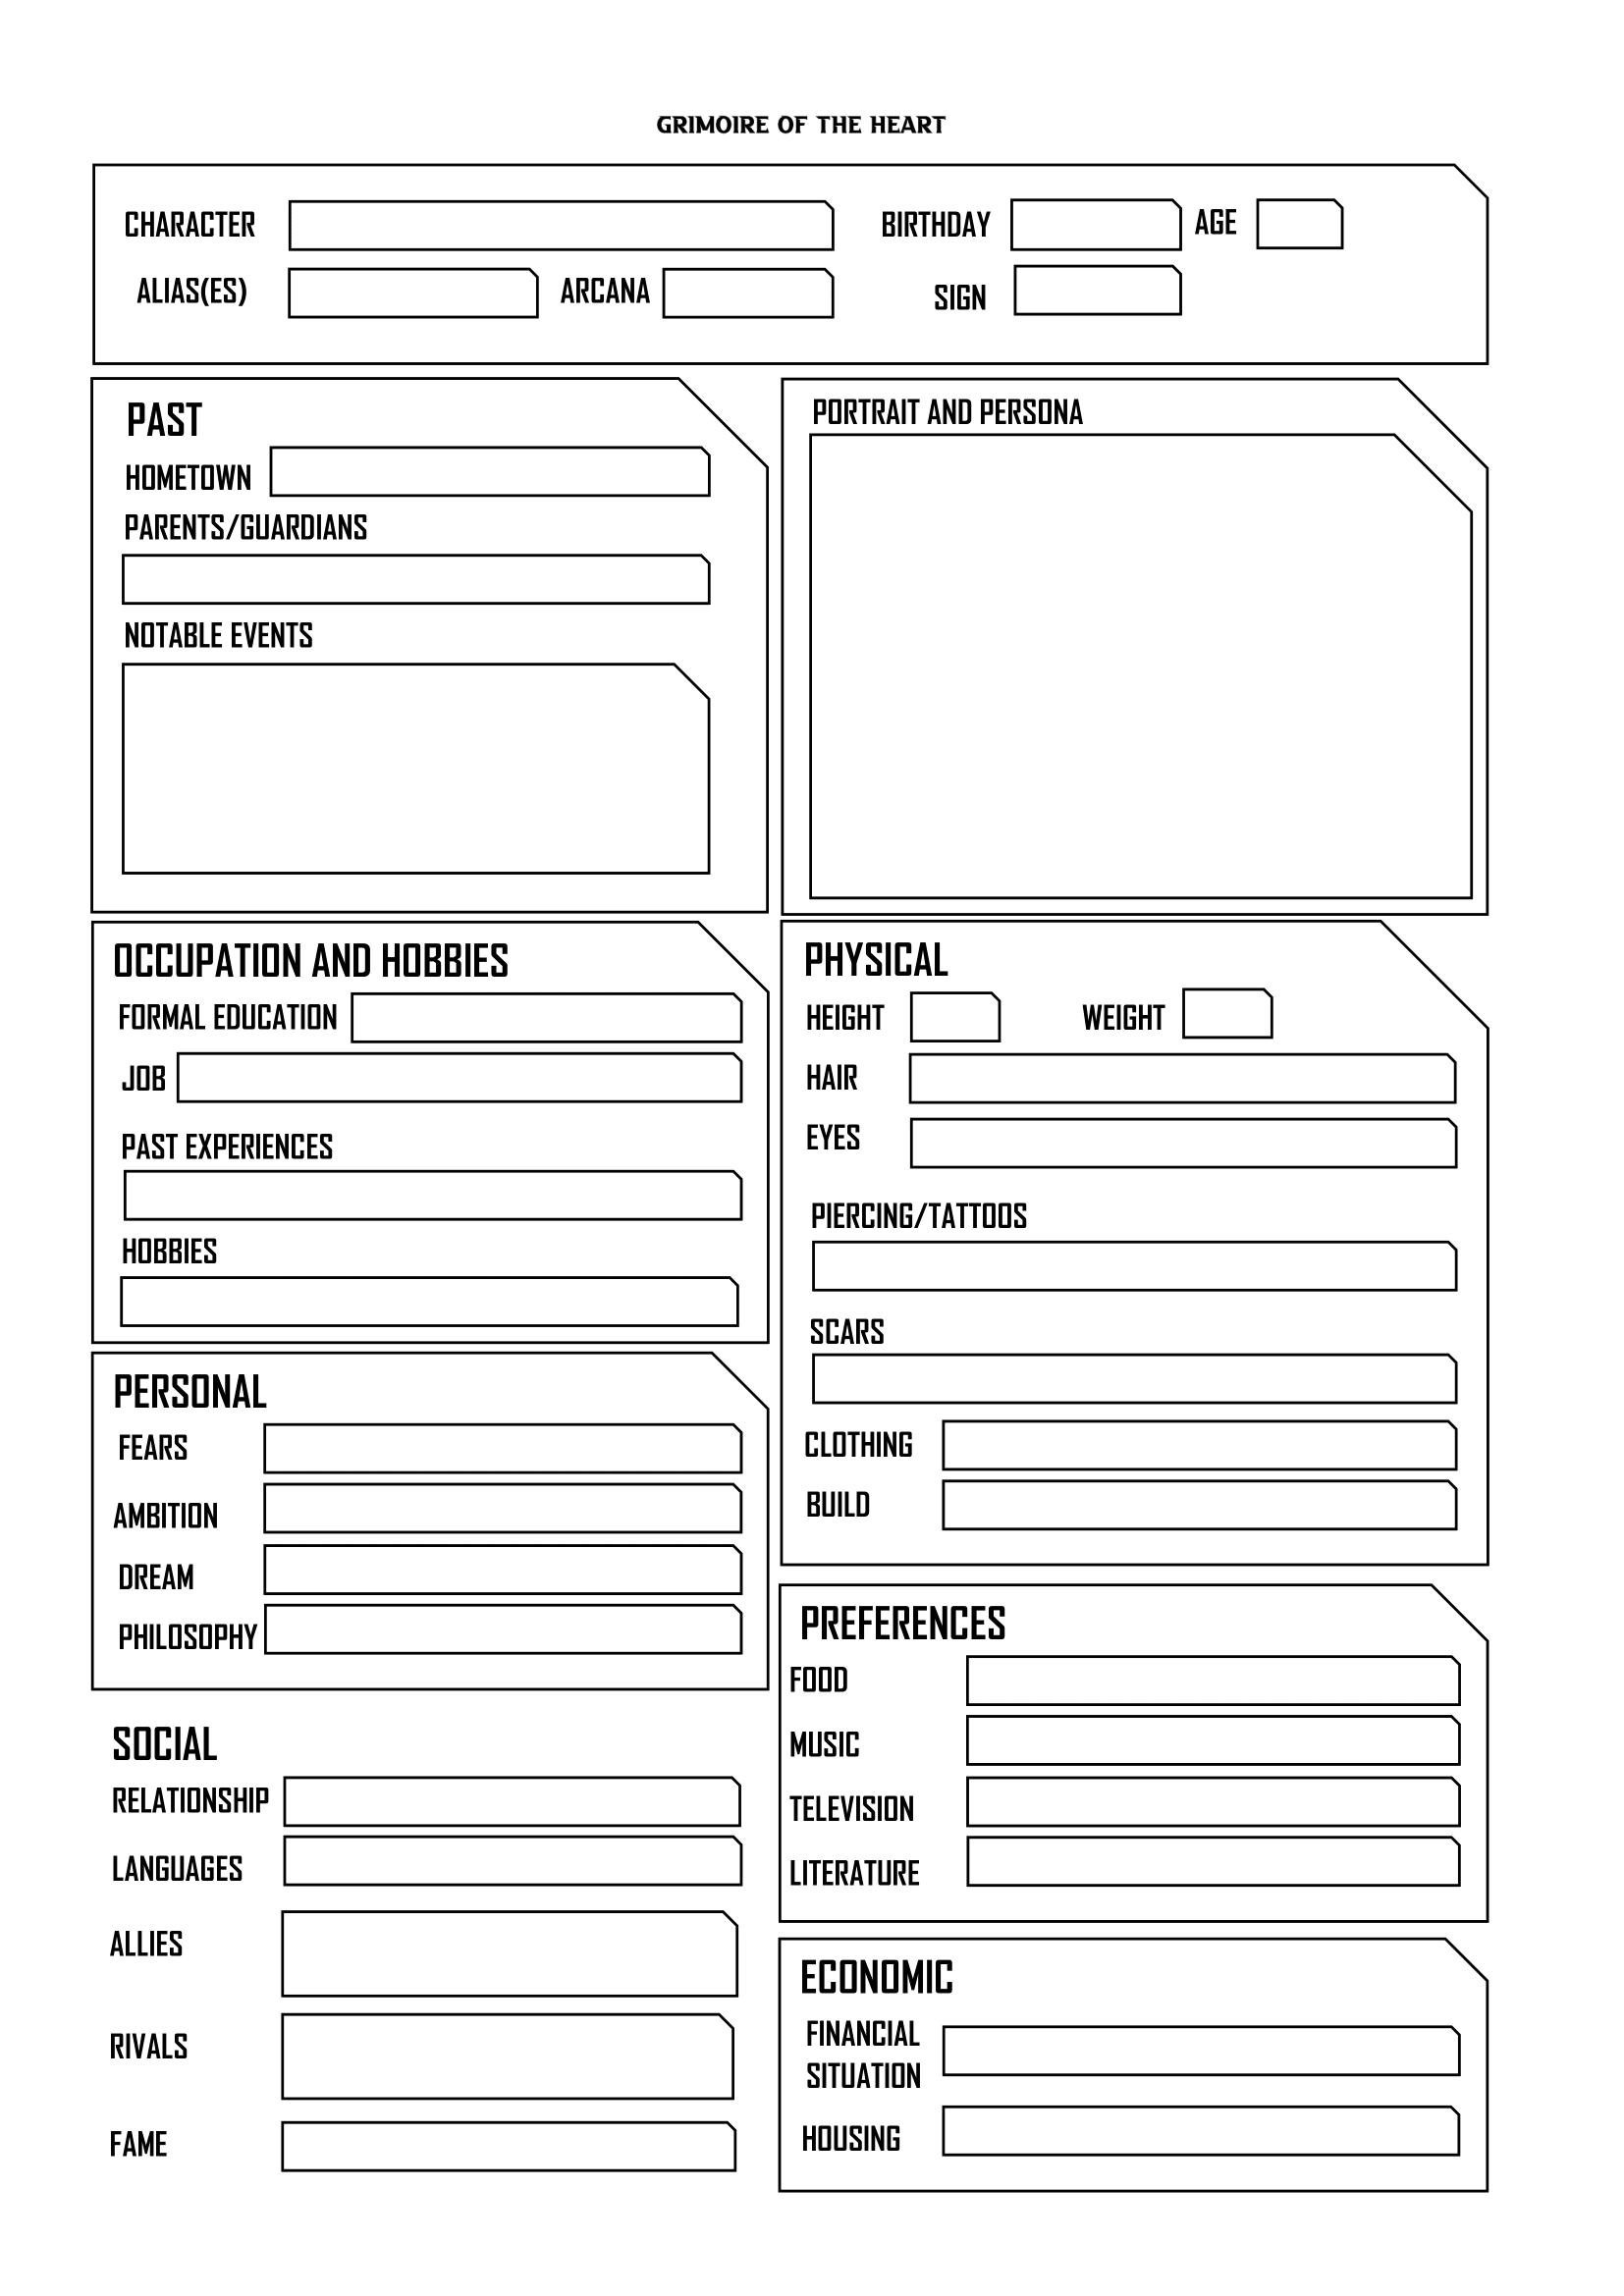 GRIMOIRE OF THE HEART
CHARACTER
BIRTHDAY
AGE
ALIAS(ES)
ARCANA
SIGN
PAST
HOMETOWN
PARENTS/GUARDIANS
NOTABLE EVENTS
PORTRAIT AND PERSONA
OCCUPATION AND HOBBIES
FORMAL EDUCATION
JOB
PAST EXPERIENCES
HOBBIES
PHYSICAL
HEIGHT
WEIGHT
HAIR
EYES
PIERCING/TATTOOS
SCARS
CLOTHING
BUILD
PERSONAL
FEARS
AMBITION
DREAM
PHILOSOPHY
PREFERENCES
FOOD
MUSIC
TELEVISION
LITERATURE
SOCIAL
RELATIONSHIP
LANGUAGES
ALLIES
RIVALS
FAME
ECONOMIC
FINANCIAL
SITUATION
HOUSING